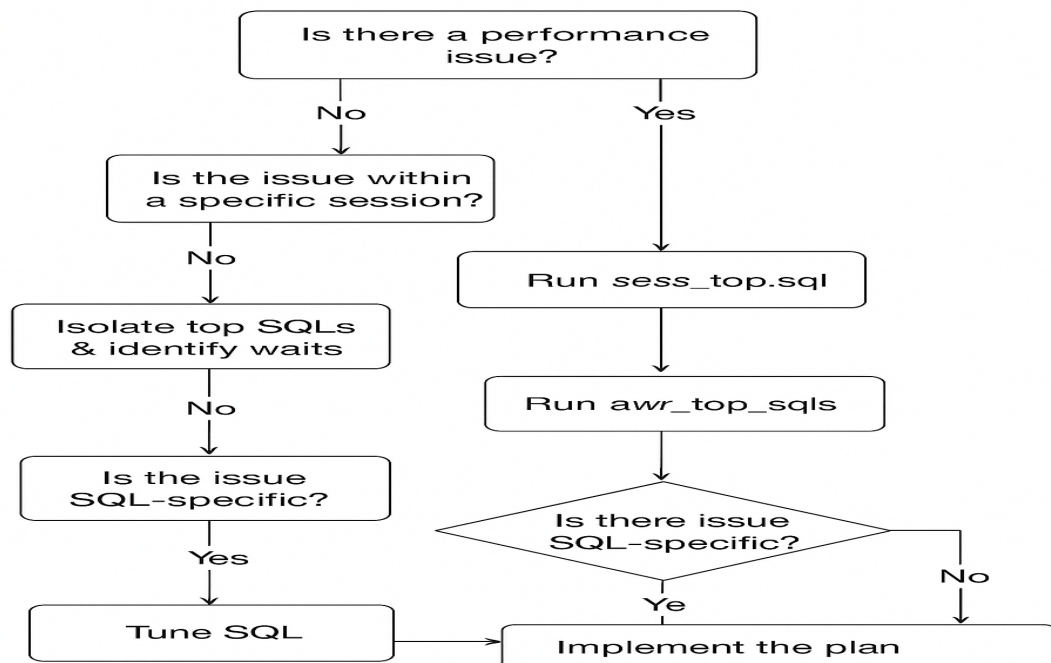 Is there a performance
issue?
No
Yes
Is the issue within
a specific session?
No
Run sess_top.sql
Isolate top SQLs
& identify waits
Run awr_top_sqls
No
Is the issue
SQL-specific?
Is there issue
SQL-specific?
Yes
No
Ye
Tune SQL
Implement the plan